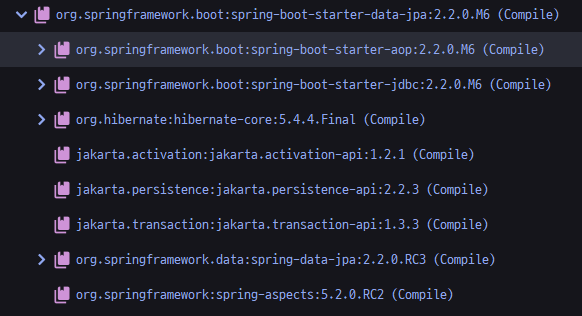 org.springframework.boot:spring-boot-starter-data-jpa:2.2.0.M6 (Compile)
org.springframework.boot:spring-boot-starter-aop:2.2.0.M6 (Compile)
org.springframework.boot:spring-boot-starter-jdbc:2.2.0.M6 (Compile)
org.hibernate:hibernate-core:5.4.4.Final (Compile)
jakarta.activation:jakarta.activation-api:1.2.1 (Compile)
jakarta.persistence:jakarta.persistence-api:2.2.3 (Compile)
jakarta.transaction:jakarta.transaction-api:1.3.3 (Compile)
org.springframework.data:spring-data-jpa:2.2.0.RC3 (Compile)
org.springframework:spring-aspects:5.2.0.RC2 (Compile)